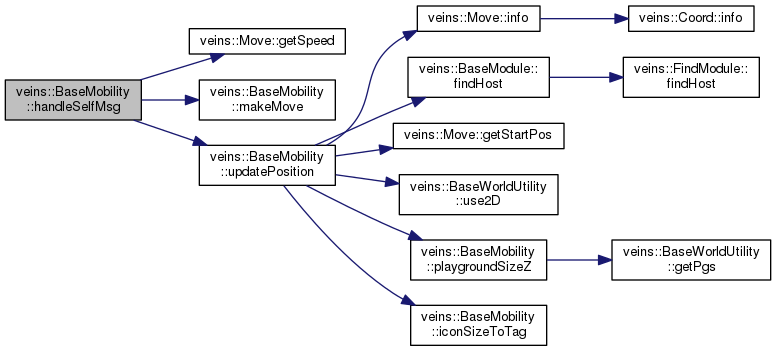 veins::BaseMobility
::handleSelfMsg
veins::Move::getSpeed
veins::BaseMobility
::makeMove
veins::BaseMobility
::updatePosition
veins::Move::info
veins::Coord::info
veins::BaseModule::
findHost
veins::FindModule::
findHost
veins::Move::getStartPos
veins::BaseWorldUtility
::use2D
veins::BaseMobility
::playgroundSizeZ
veins::BaseWorldUtility
::getPgs
veins::BaseMobility
::iconSizeToTag